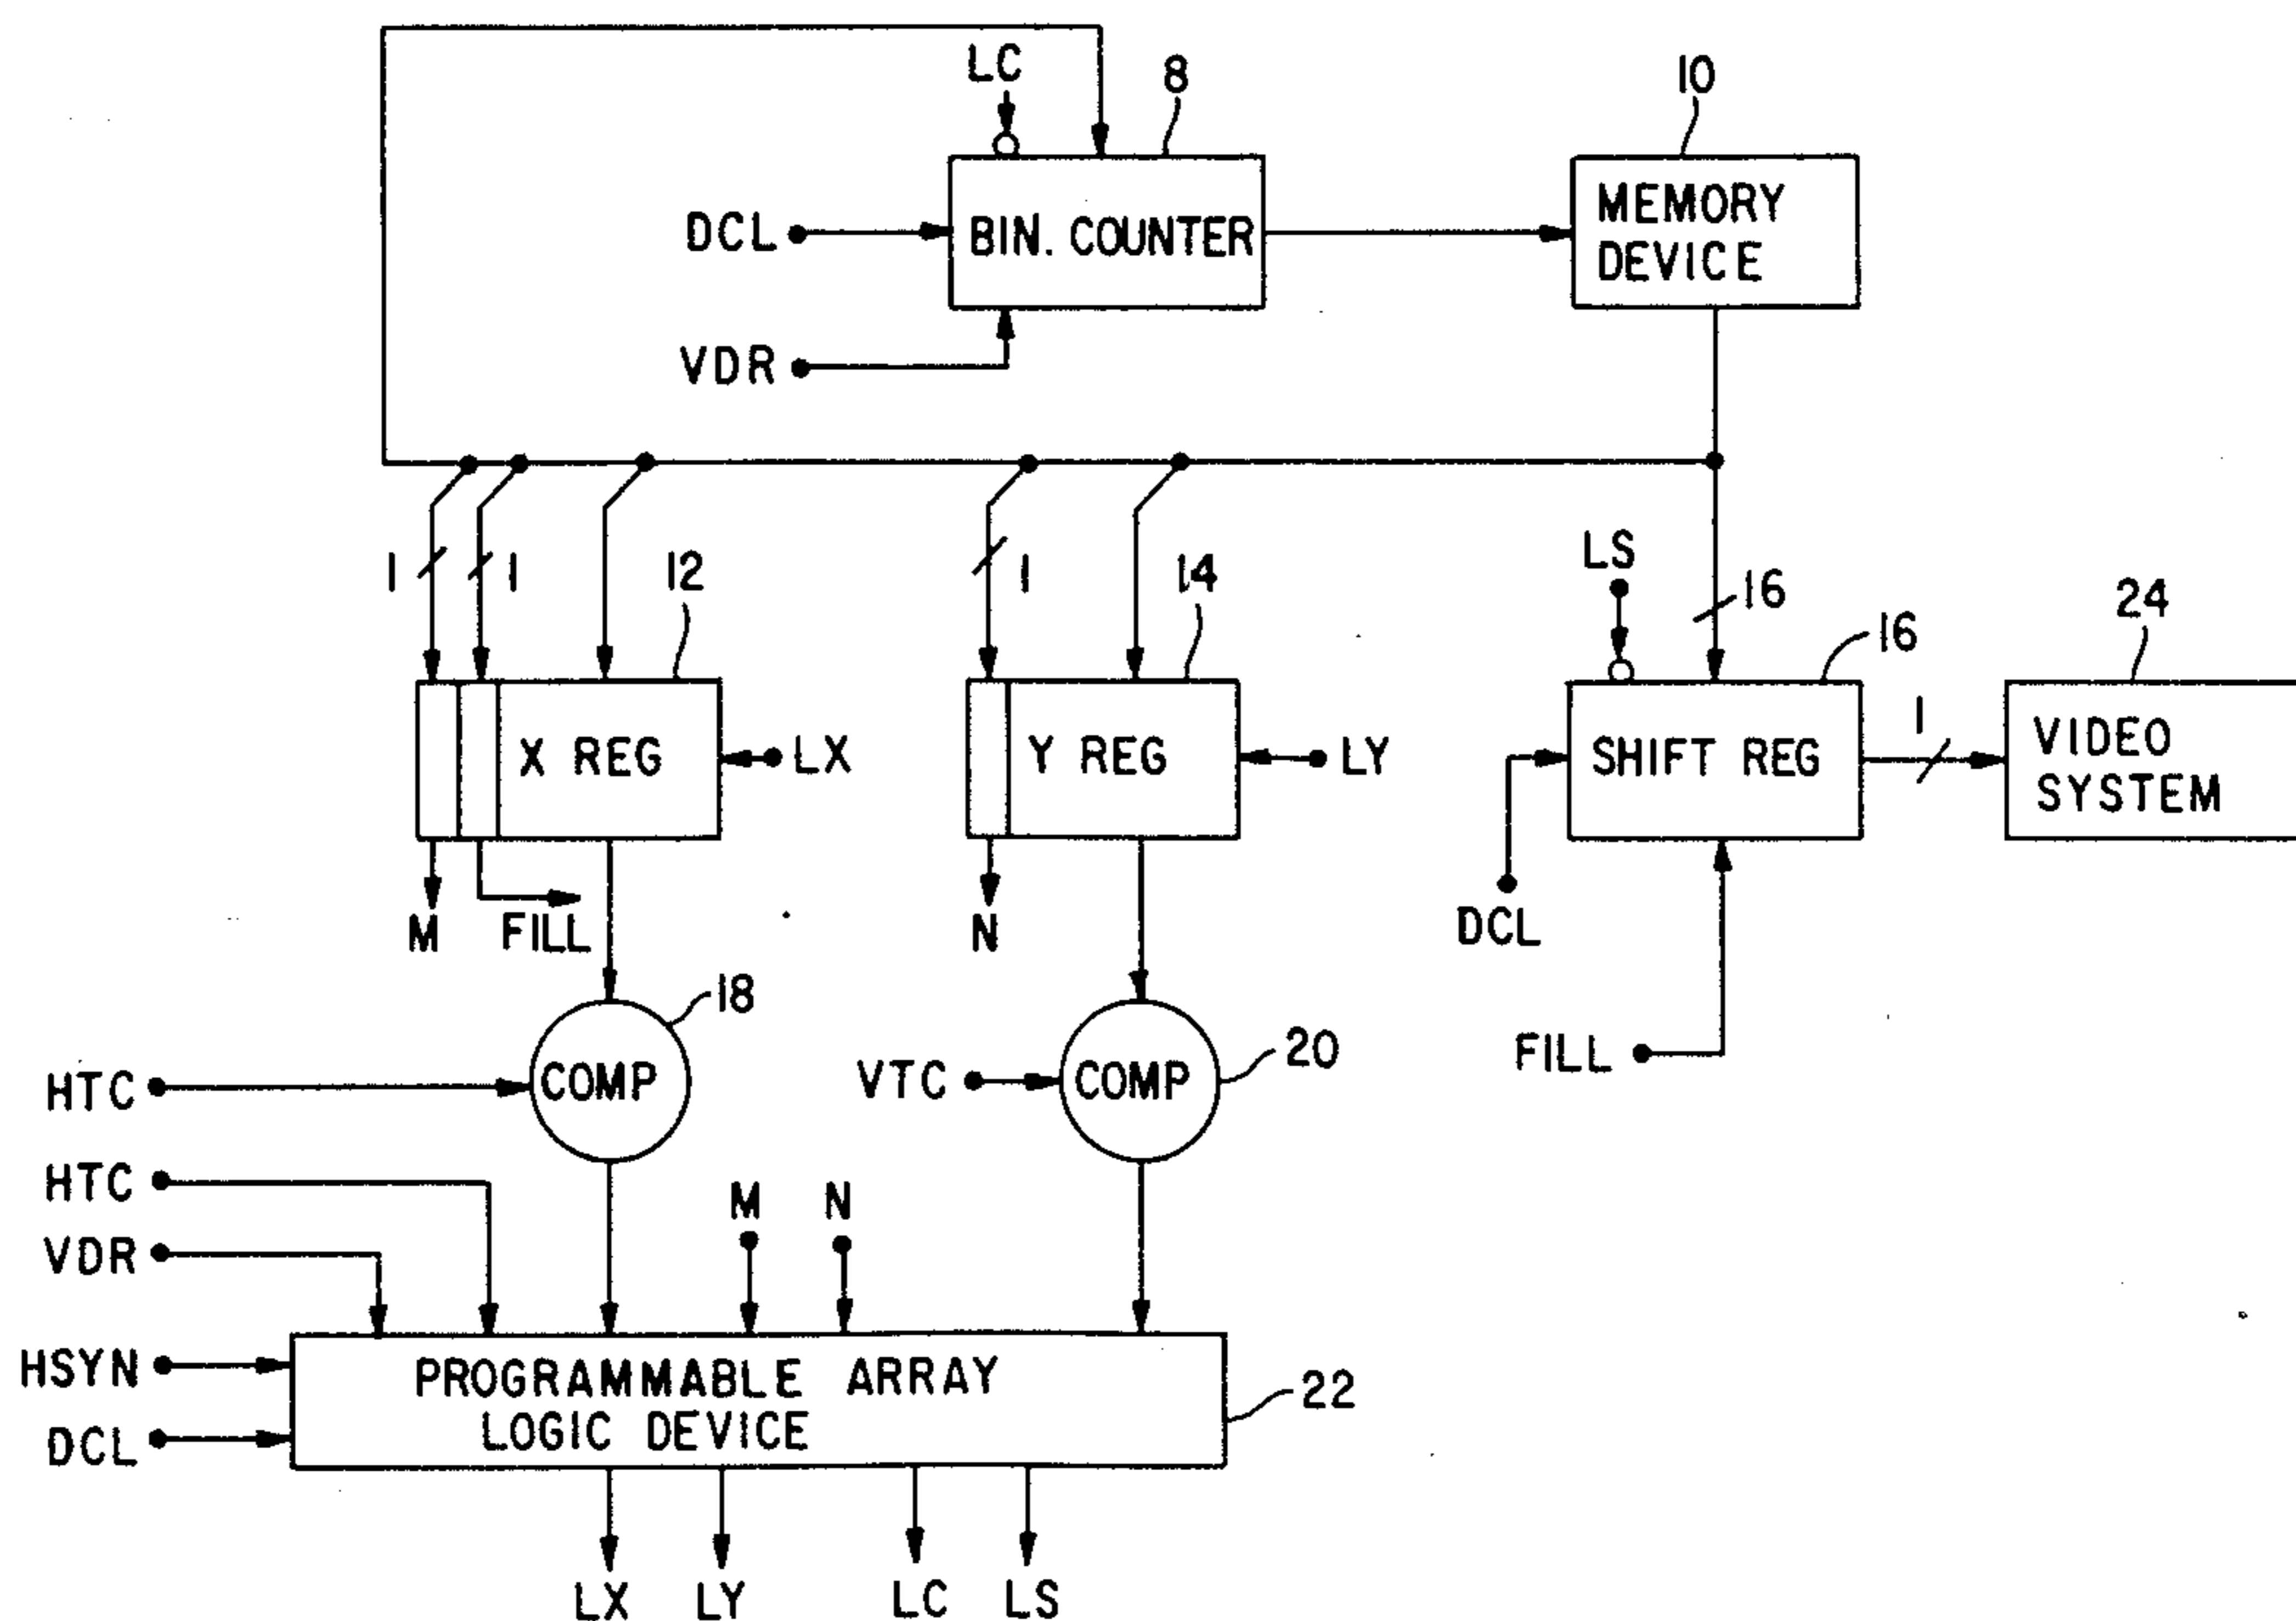 LC
8
10
DCL
BIN. COUNTER
MEMORY
DEVICE
VDR
1
1
12
1
14
LS
16
16
24
X REG
LX
Y REG
LY
SHIFT REG
1
VIDEO
SYSTEM
M
FILL
N
DCL
18
HTC
COMP
VTC
COMP
20
FILL
HTC
M
N
VDR
HSYN
PROGRAMMABLE ARRAY
LOGIC DEVICE
22
DCL
LX
LY
LC
LS